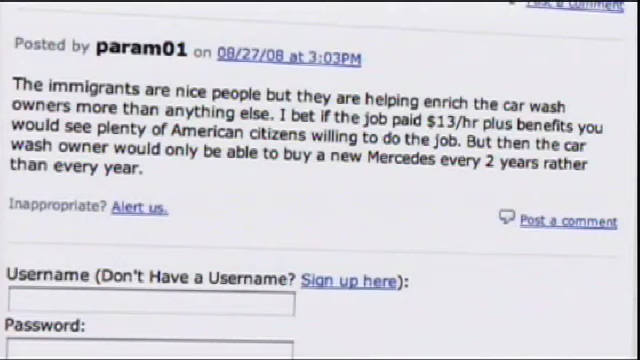 Post a comment
Posted by param01 on 08/27/08 at 3:03PM
The immigrants are nice people but they are helping enrich the car wash
owners more than anything else. I bet if the job paid $13/hr plus benefits you
would see plenty of American citizens willing to do the job. But then the car
wash owner would only be able to buy a new Mercedes every 2 years rather
than every year.
Inappropriate? Alert us.
Post a comment
Username (Don't Have a Username? Sign up here):
Password: